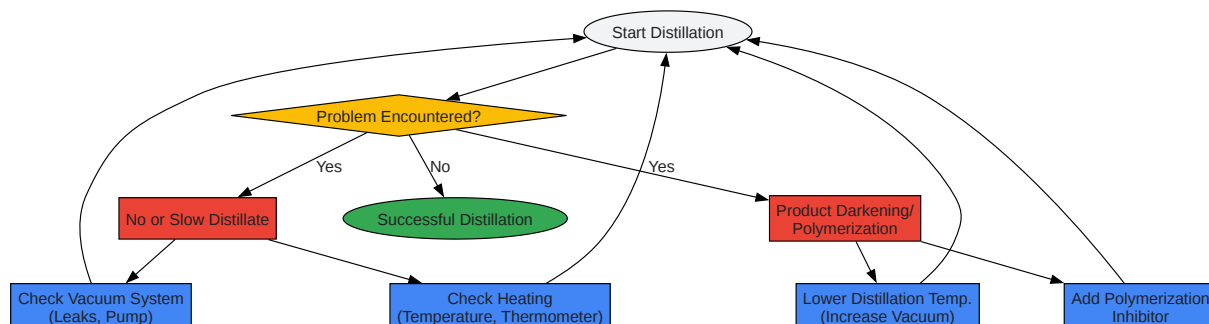 Start Distillation
Problem Encountered?
Yes
No
Yes
No or Slow Distillate
Successful Distillation
Product Darkening/
Polymerization
Check Vacuum System
(Leaks, Pump)
Check Heating
(Temperature, Thermometer)
Lower Distillation Temp.
(Increase Vacuum)
Add Polymerization
Inhibitor